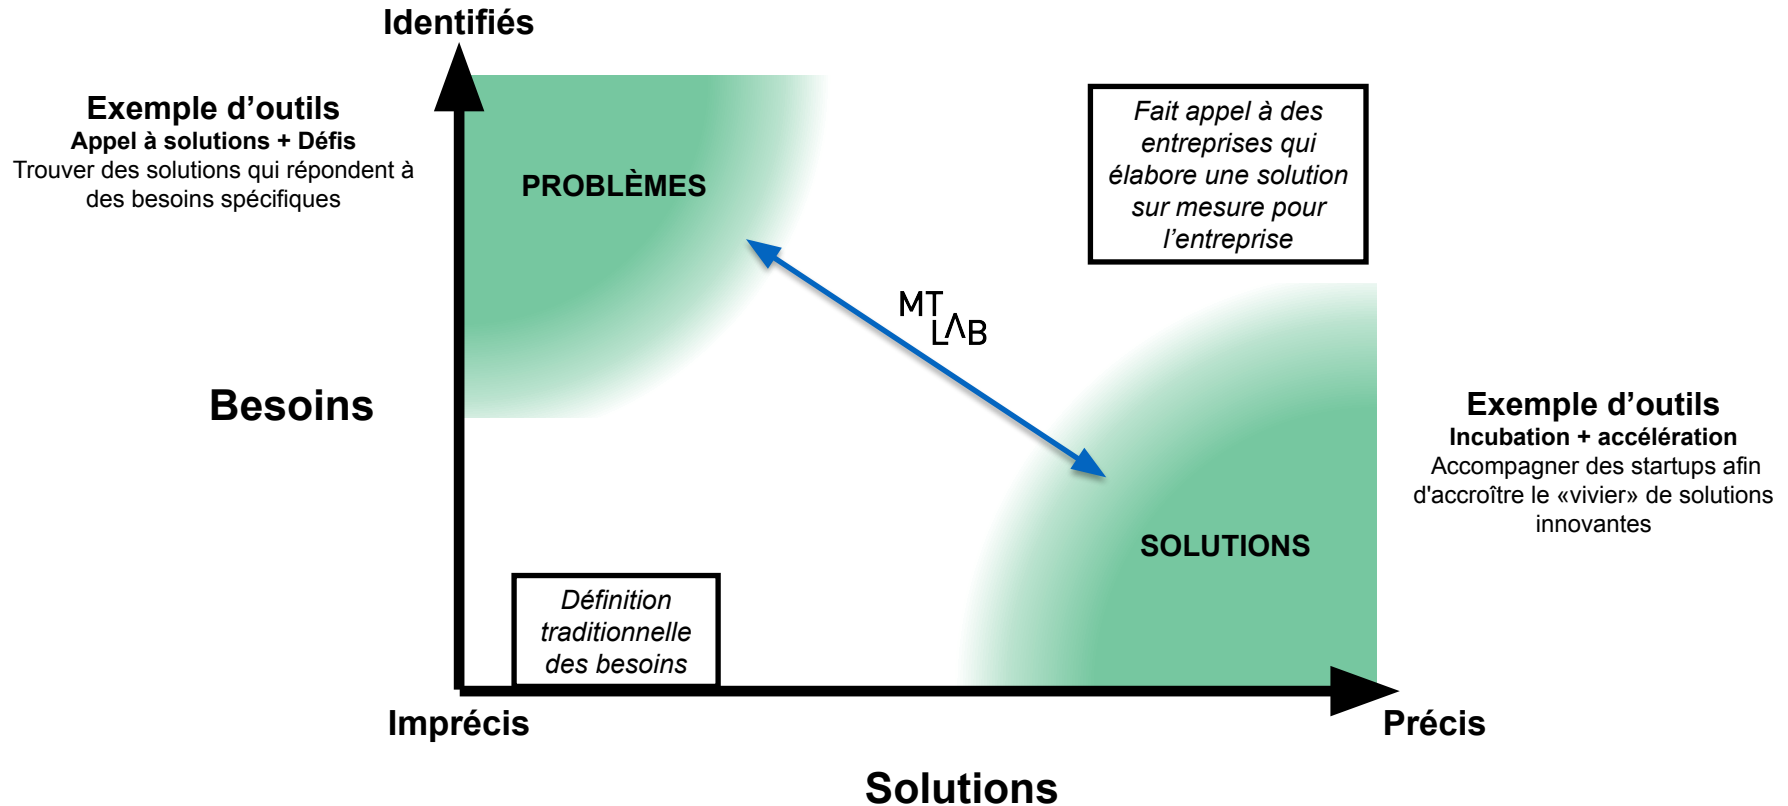 Identifiés
Exemple d’outils
Appel à solutions + Défis
Trouver des solutions qui répondent à
des besoins spécifiques
PROBLÈMES
Fait appel à des
entreprises qui
élabore une solution
sur mesure pour
l’entreprise
MT
LAB
Besoins
Exemple d’outils
Incubation + accélération
Accompagner des startups afin
d'accroître le «vivier» de solutions
innovantes
SOLUTIONS
Définition
traditionnelle
des besoins
Imprécis
Précis
Solutions